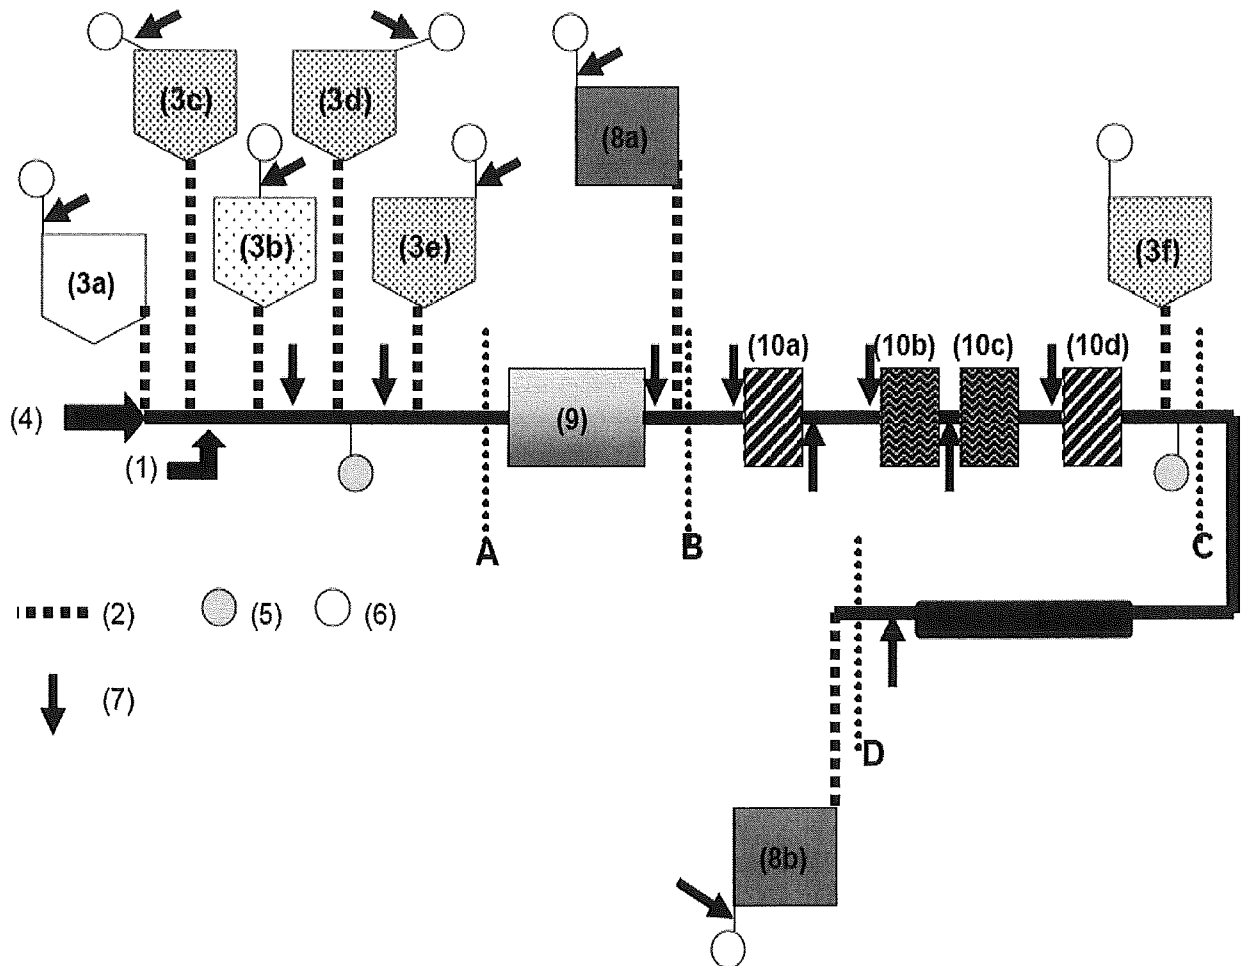 (3c)
(3d)
(8a)
(3a)
(3b)
(3e)
(3f)
(10a)
(10b)
(10c)
(10d)
(4)
(9)
(1)
A
B
C
(2)
(5)
(6)
(7)
D
(8b)